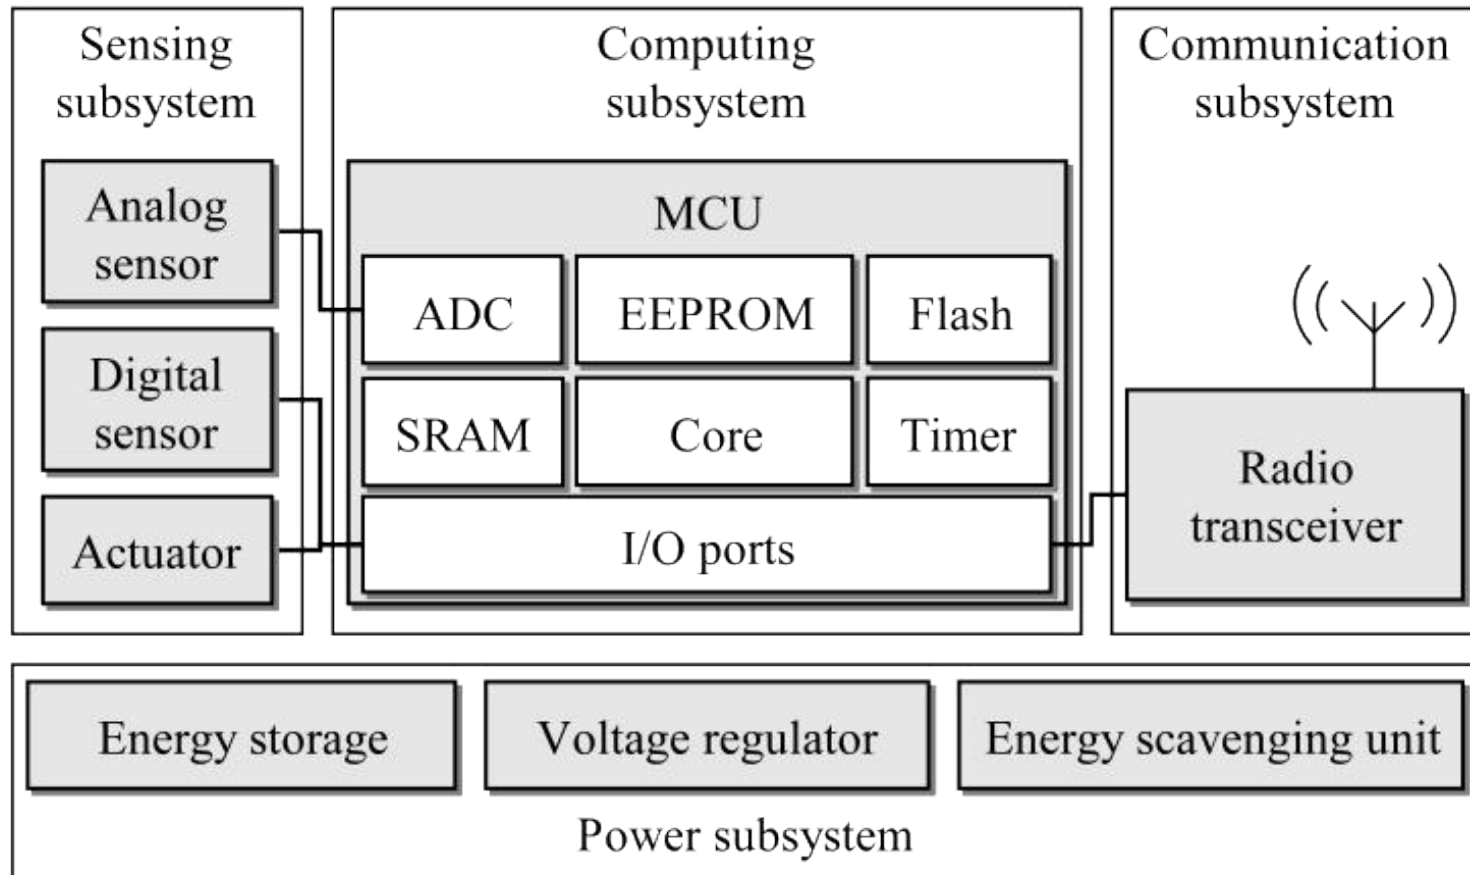 Sensing
subsystem
Computing
subsystem
Communication
subsystem
Analog
sensor
Digital
sensor
Actuator
MCU
ADC
EEPROM
Flash
SRAM
Core
Timer
I/O ports
Radio
transceiver
Energy storage
Voltage regulator
Energy scavenging unit
Power subsystem